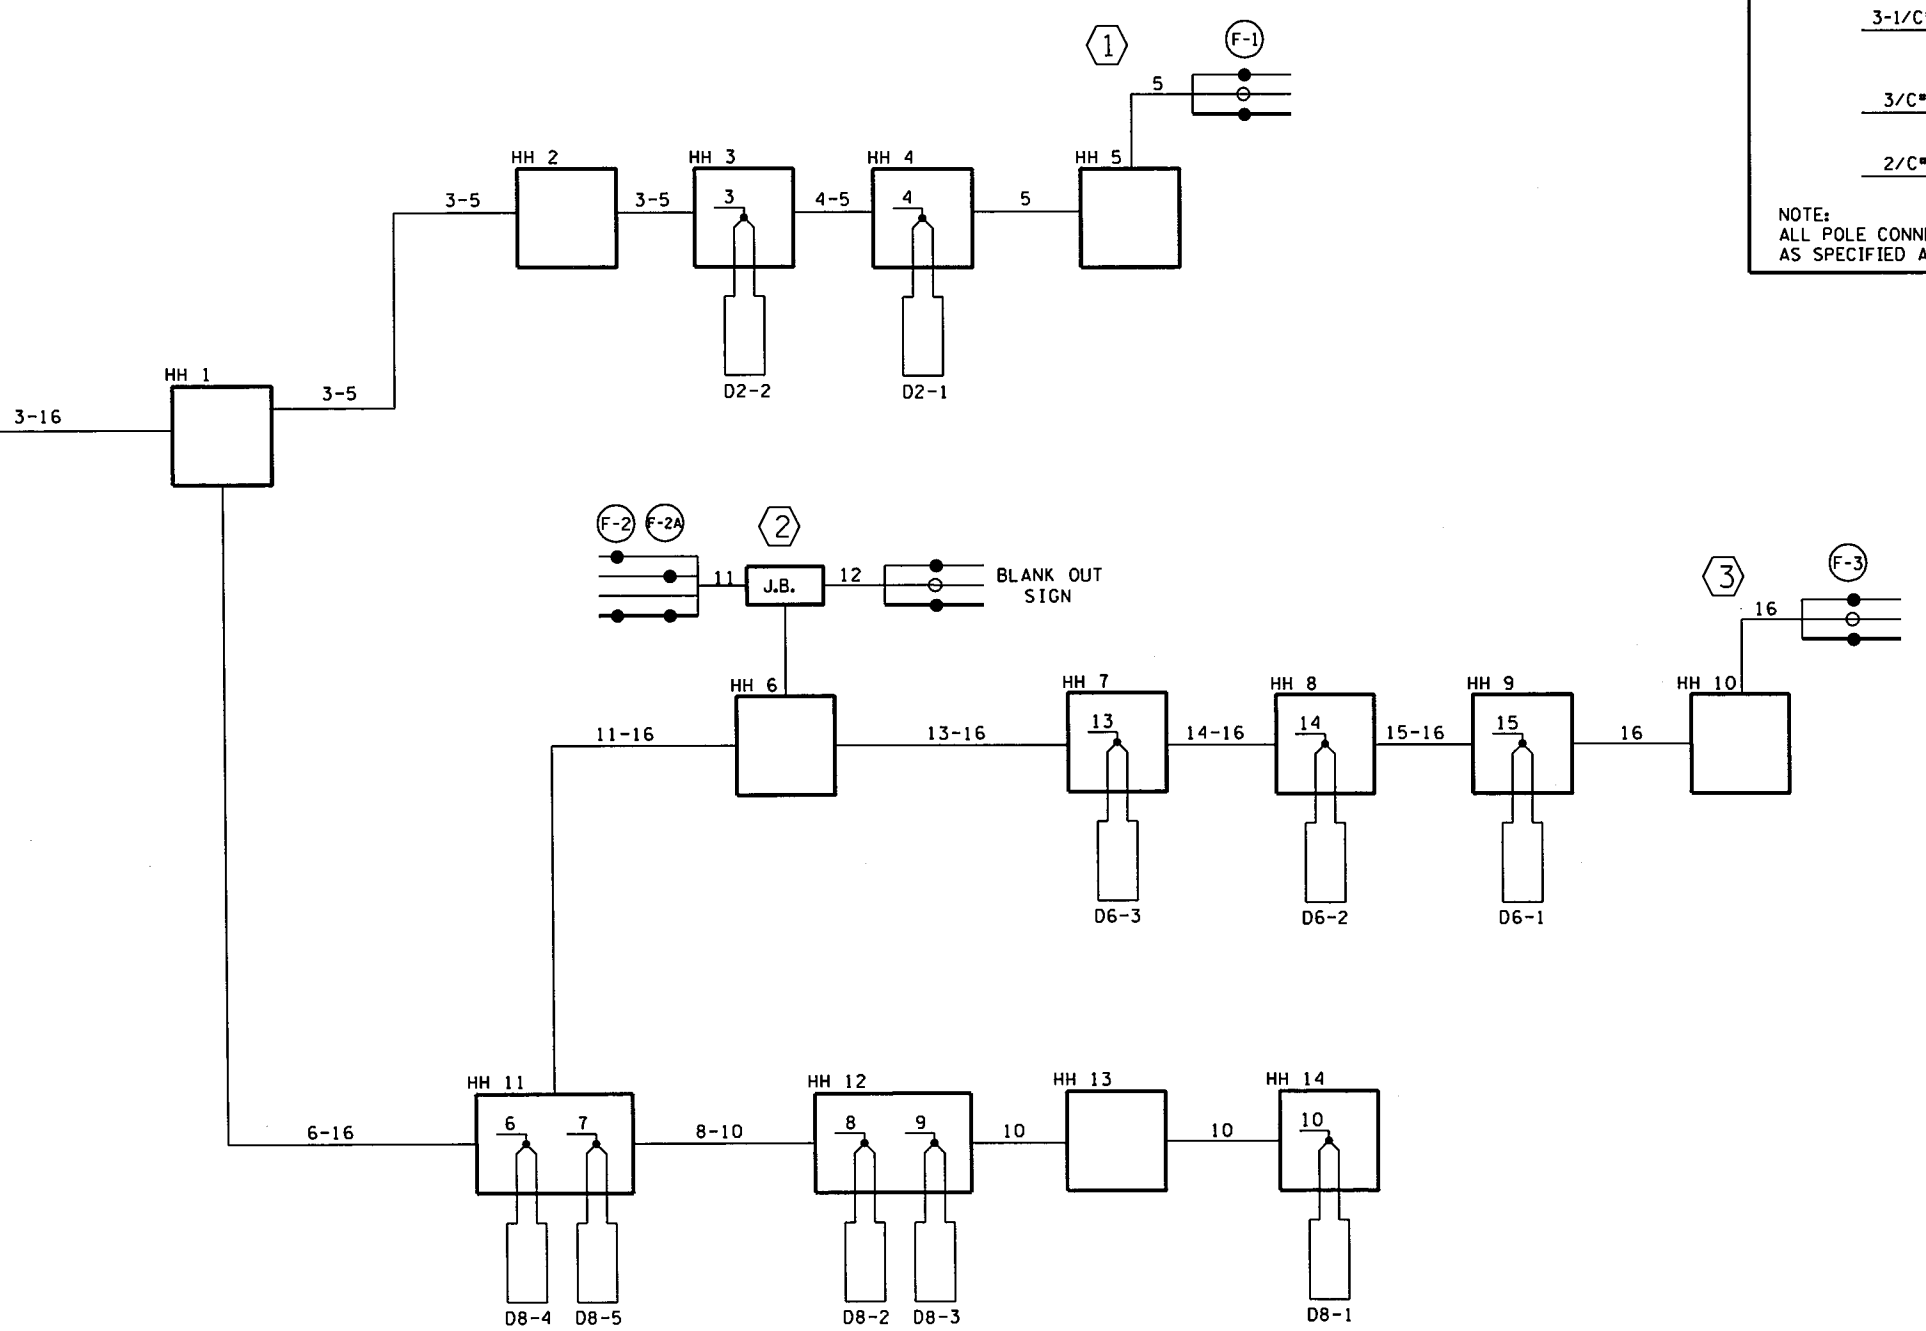 3-1/C
3/C
2/C
NOTE:
ALL POLE CONN
AS SPECIFIED A
1
F-1
5
HH 2
HH 3
HH 4
HH 5
3-5
3-5
3
4-5
4
5
D2-2
D2-1
HH 1
3-5
3-16
F-2
F-2A
2
11
J.B.
12
BLANK OUT
SIGN
3
F-3
16
HH 6
HH 7
HH 8
HH 9
HH 10
11-16
13-16
13
14-16
14
15-16
15
16
D6-3
D6-2
D6-1
HH 11
HH 12
HH 13
HH 14
6-16
6
7
8-10
8
9
10
10
10
D8-4
D8-5
D8-2
D8-3
D8-1